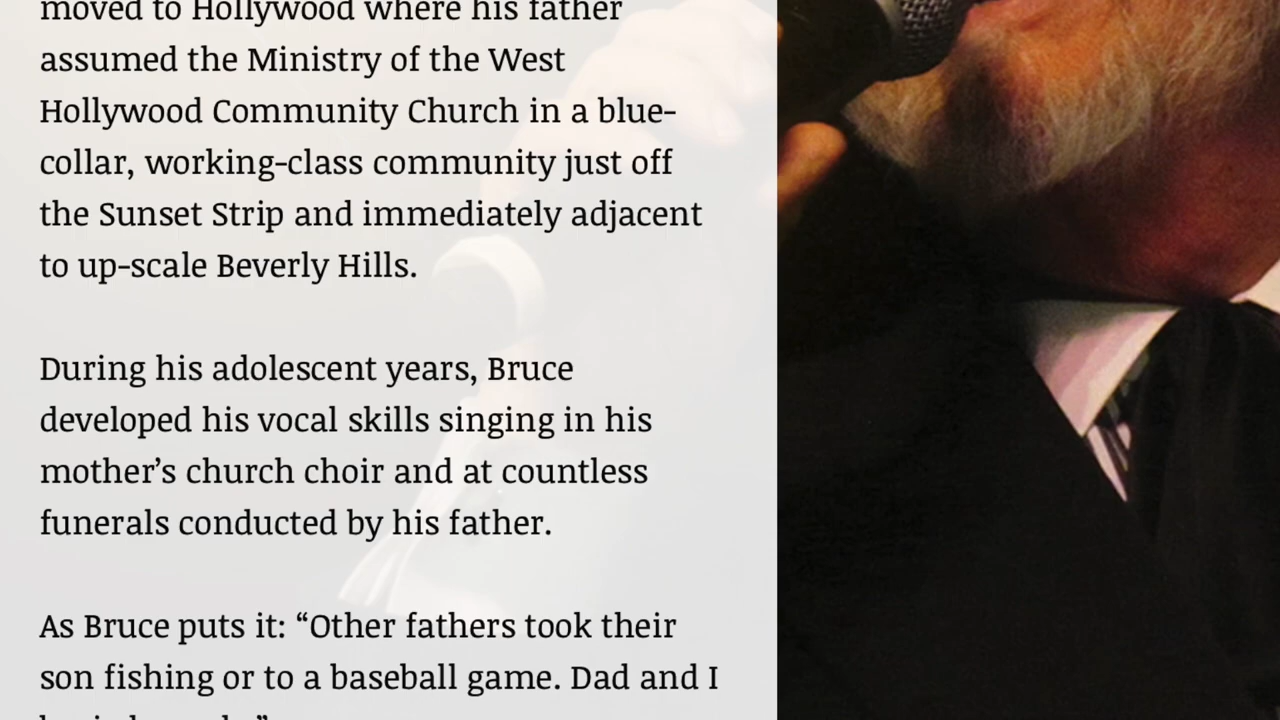 moved to Hollywood where his father
assumed the Ministry of the West
Hollywood Community Church in a blue-
collar, working-class community just off
the Sunset Strip and immediately adjacent
to up-scale Beverly Hills.
During his adolescent years, Bruce
developed his vocal skills singing in his
mother’s church choir and at countless
funerals conducted by his father.
As Bruce puts it: “Other fathers took their
son fishing or to a baseball game. Dad and I